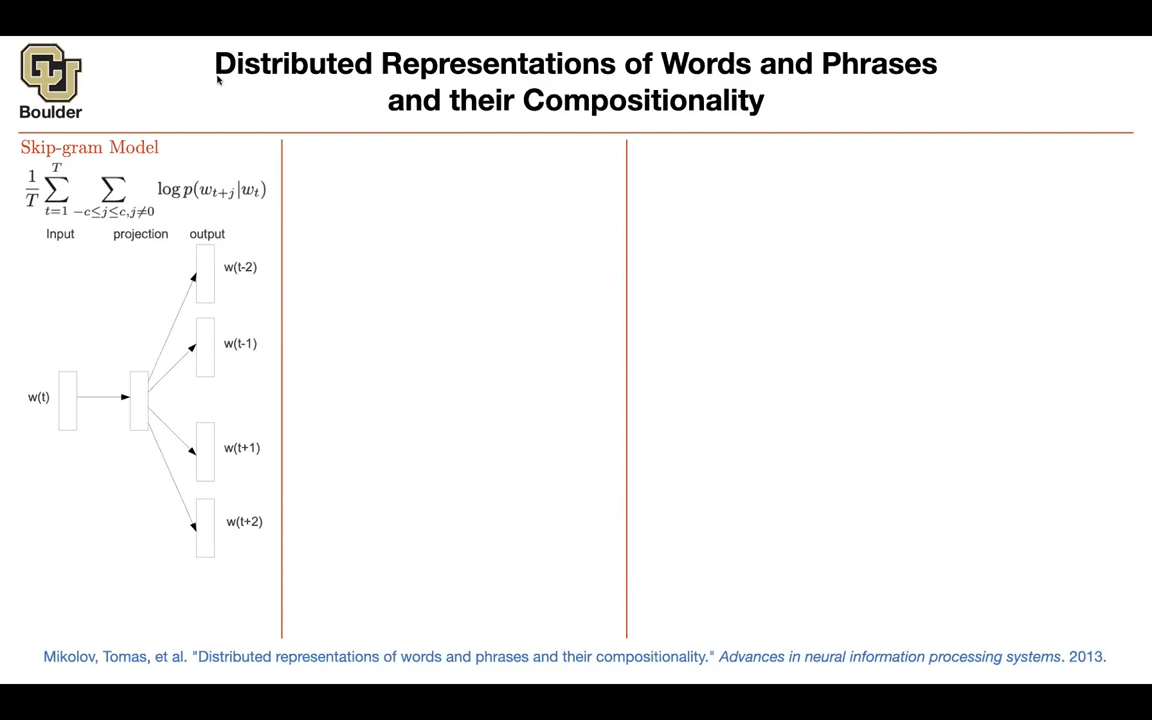 Boulder
Distributed Representations of Words and Phrases
and their Compositionality
Skip-gram Model
1/T ∑_{t=1}^{T} ∑_{-c≤j≤c,j≠0} log p(w_{t+j}|w_t)
Input projection output
w(t-2)
w(t-1)
w(t)
w(t+1)
w(t+2)
Mikolov, Tomas, et al. "Distributed representations of words and phrases and their compositionality." Advances in neural information processing systems. 2013.